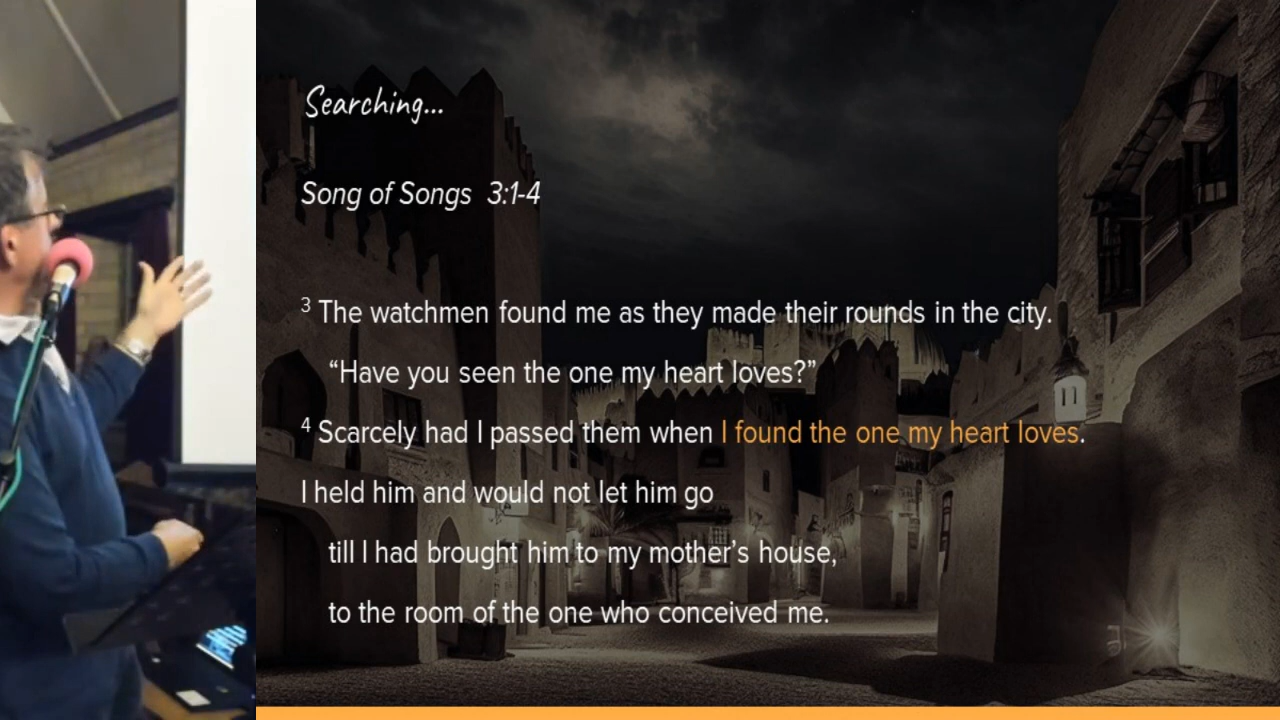 Searching...
Song of Songs 3:1-4
3 The watchmen found me as they made their rounds in the city.
“Have you seen the one my heart loves?”
4 Scarcely had I passed them when I found the one my heart loves.
I held him and would not let him go
till I had brought him to my mother’s house,
to the room of the one who conceived me.